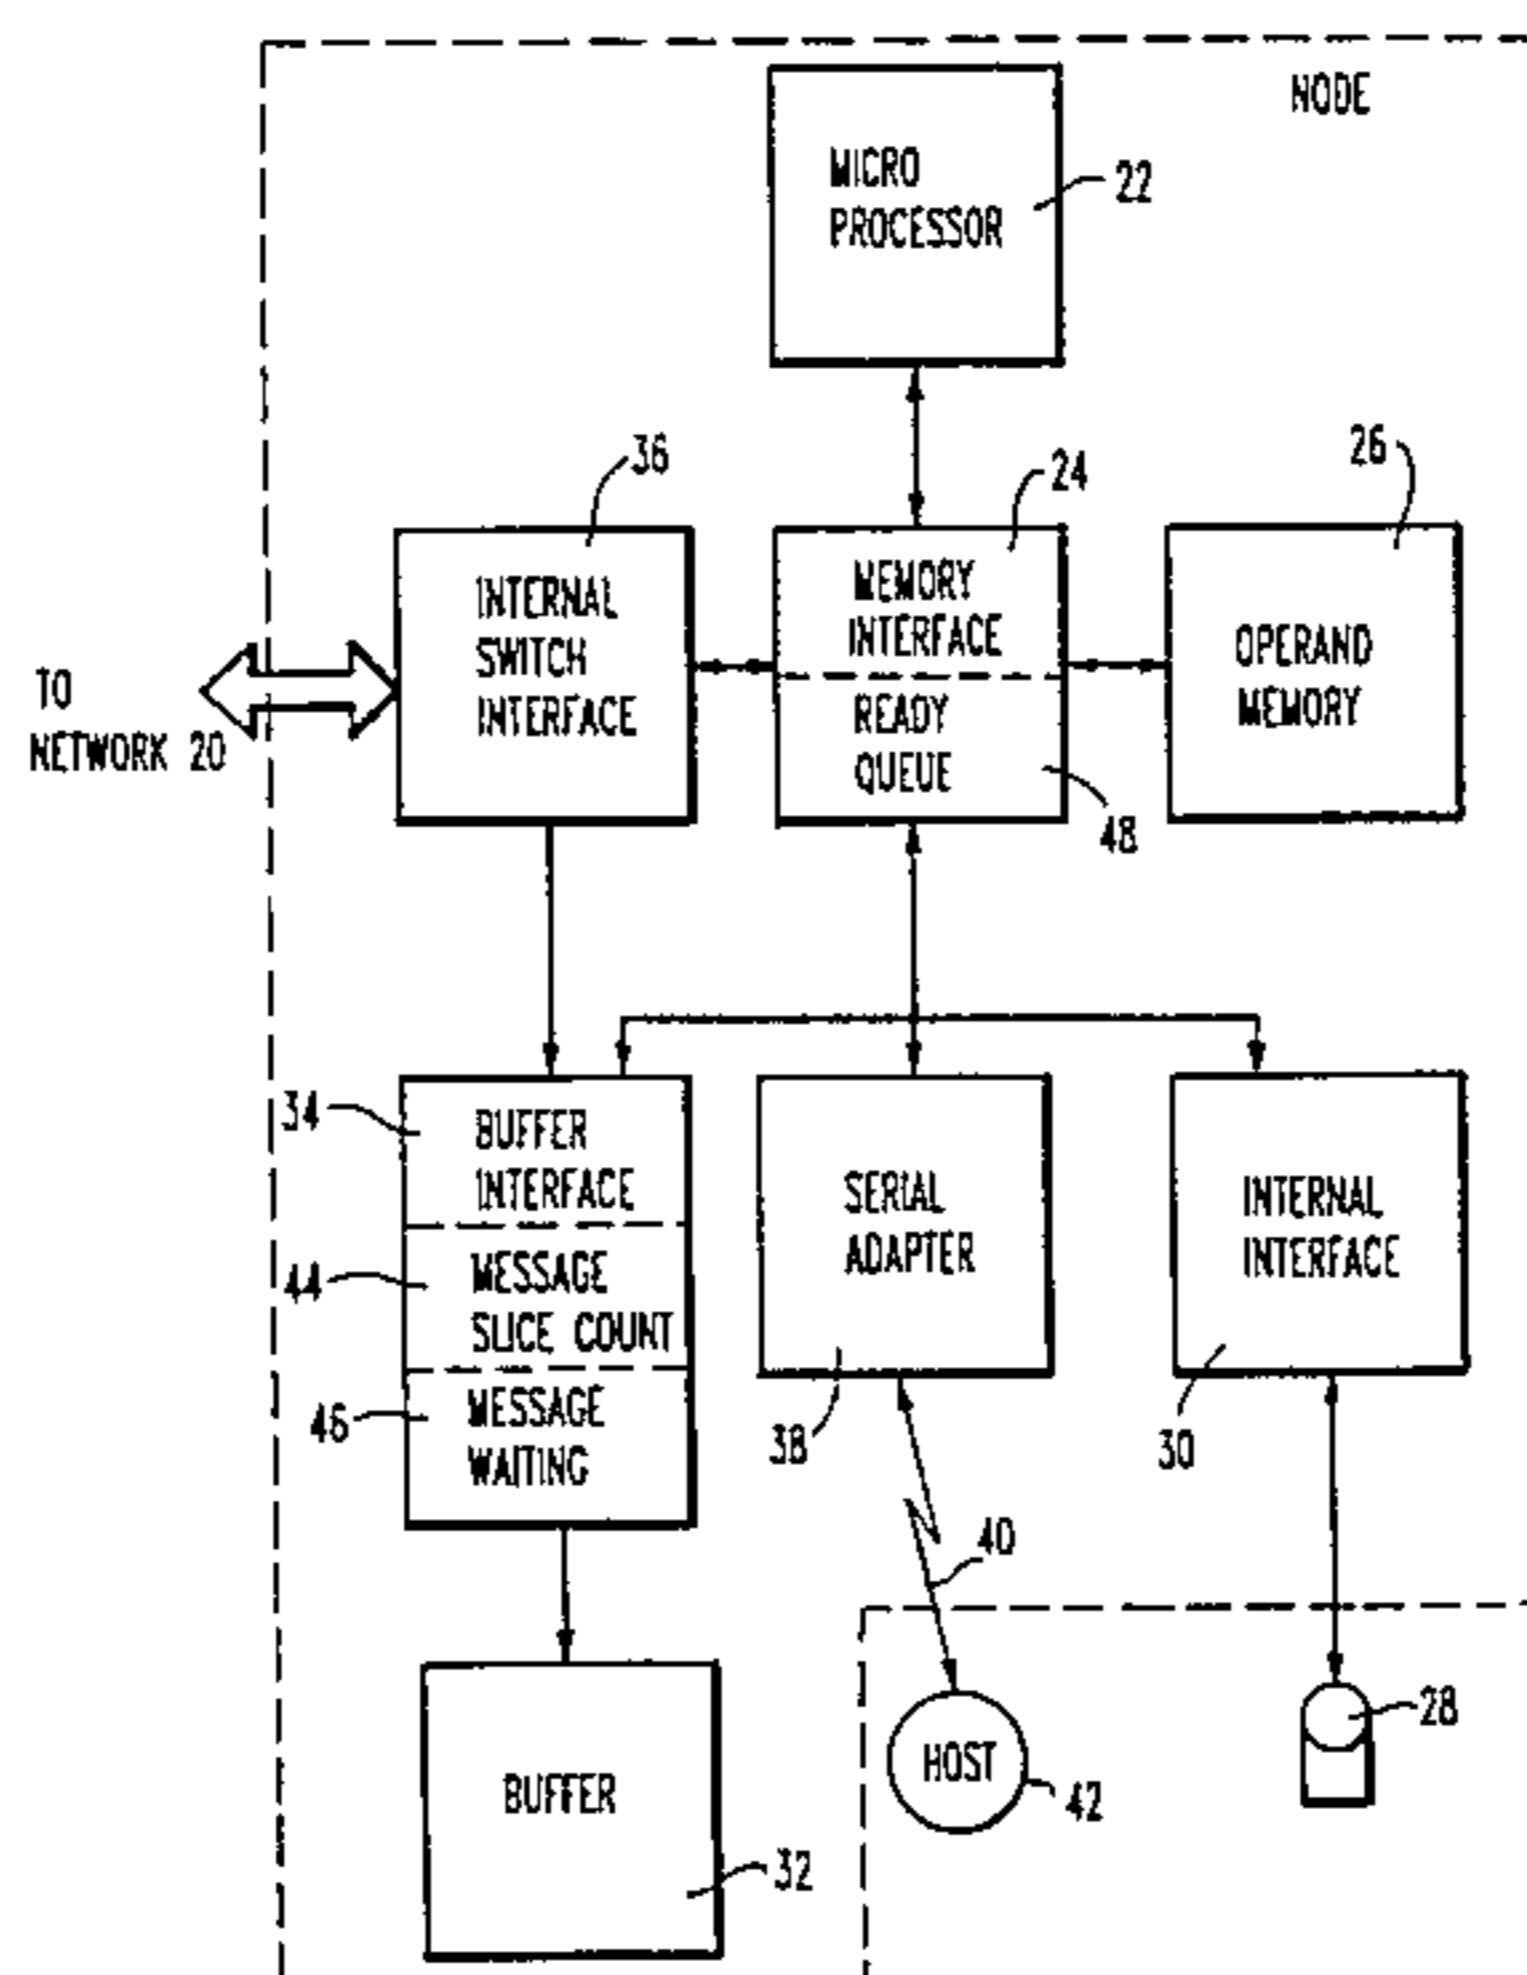 NODE
MICRO
PROCESSOR
22
36
24
26
INTERNAL
SWITCH
INTERFACE
MEMORY
INTERFACE
READY
QUEUE
48
OPERAND
MEMORY
TO
NETWORK 20
34
BUFFER
INTERFACE
44
MESSAGE
SLICE COUNT
46
MESSAGE
WAITING
SERIAL
ADAPTER
38
INTERNAL
INTERFACE
30
40
HOST
42
28
BUFFER
32